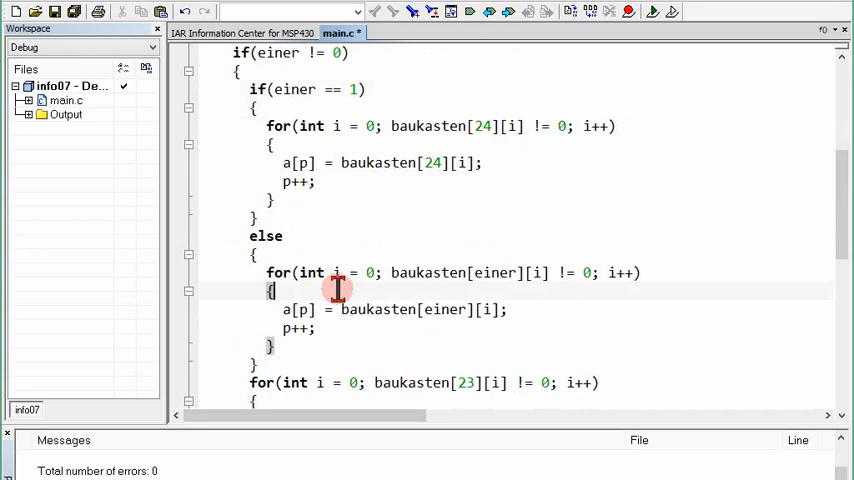 Workspace
IAR Information Center for MSP430 main.c * f0
Debug
Files
info07 - De...
main.c
Output
if(einer != 0)
{
if(einer == 1)
{
for(int i = 0; baukasten[24][i] != 0; i++)
{
a[p] = baukasten[24][i];
p++;
}
}
else
{
for(int i = 0; baukasten[einer][i] != 0; i++)
{
a[p] = baukasten[einer][i];
p++;
}
}
for(int i = 0; baukasten[23][i] != 0; i++)
{
info07
Messages File Line
Total number of errors: 0